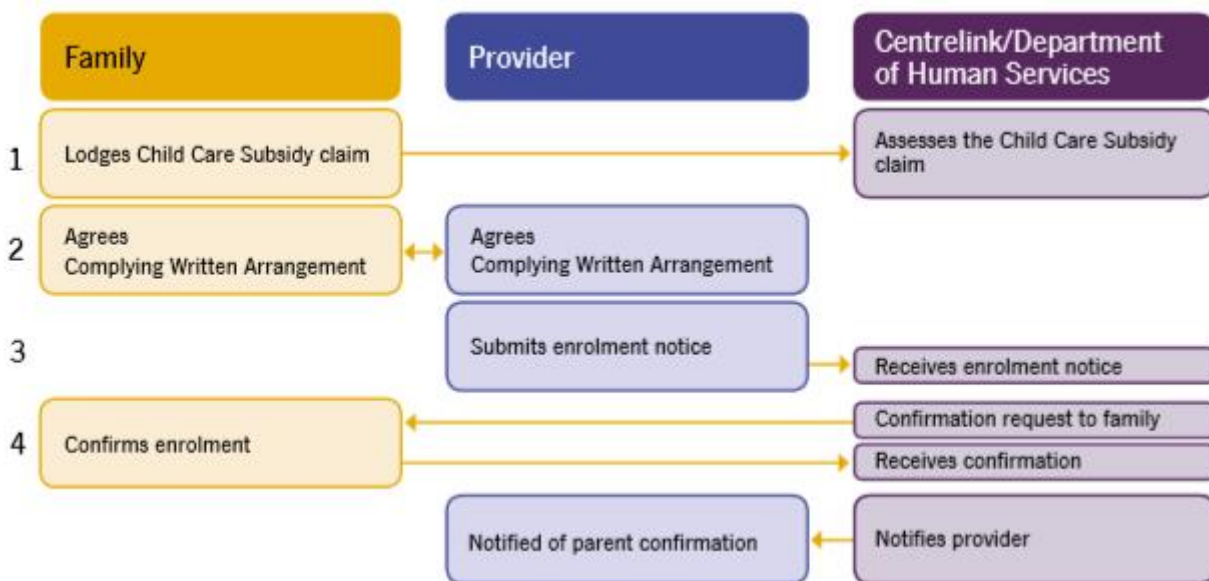 Family
Provider
Centrelink/Department
of Human Services
1
Lodges Child Care Subsidy claim
Assesses the Child Care Subsidy
claim
2
Agrees
Complying Written Arrangement
Agrees
Complying Written Arrangement
3
Submits enrolment notice
Receives enrolment notice
4
Confirms enrolment
Confirmation request to family
Receives confirmation
Notified of parent confirmation
Notifies provider